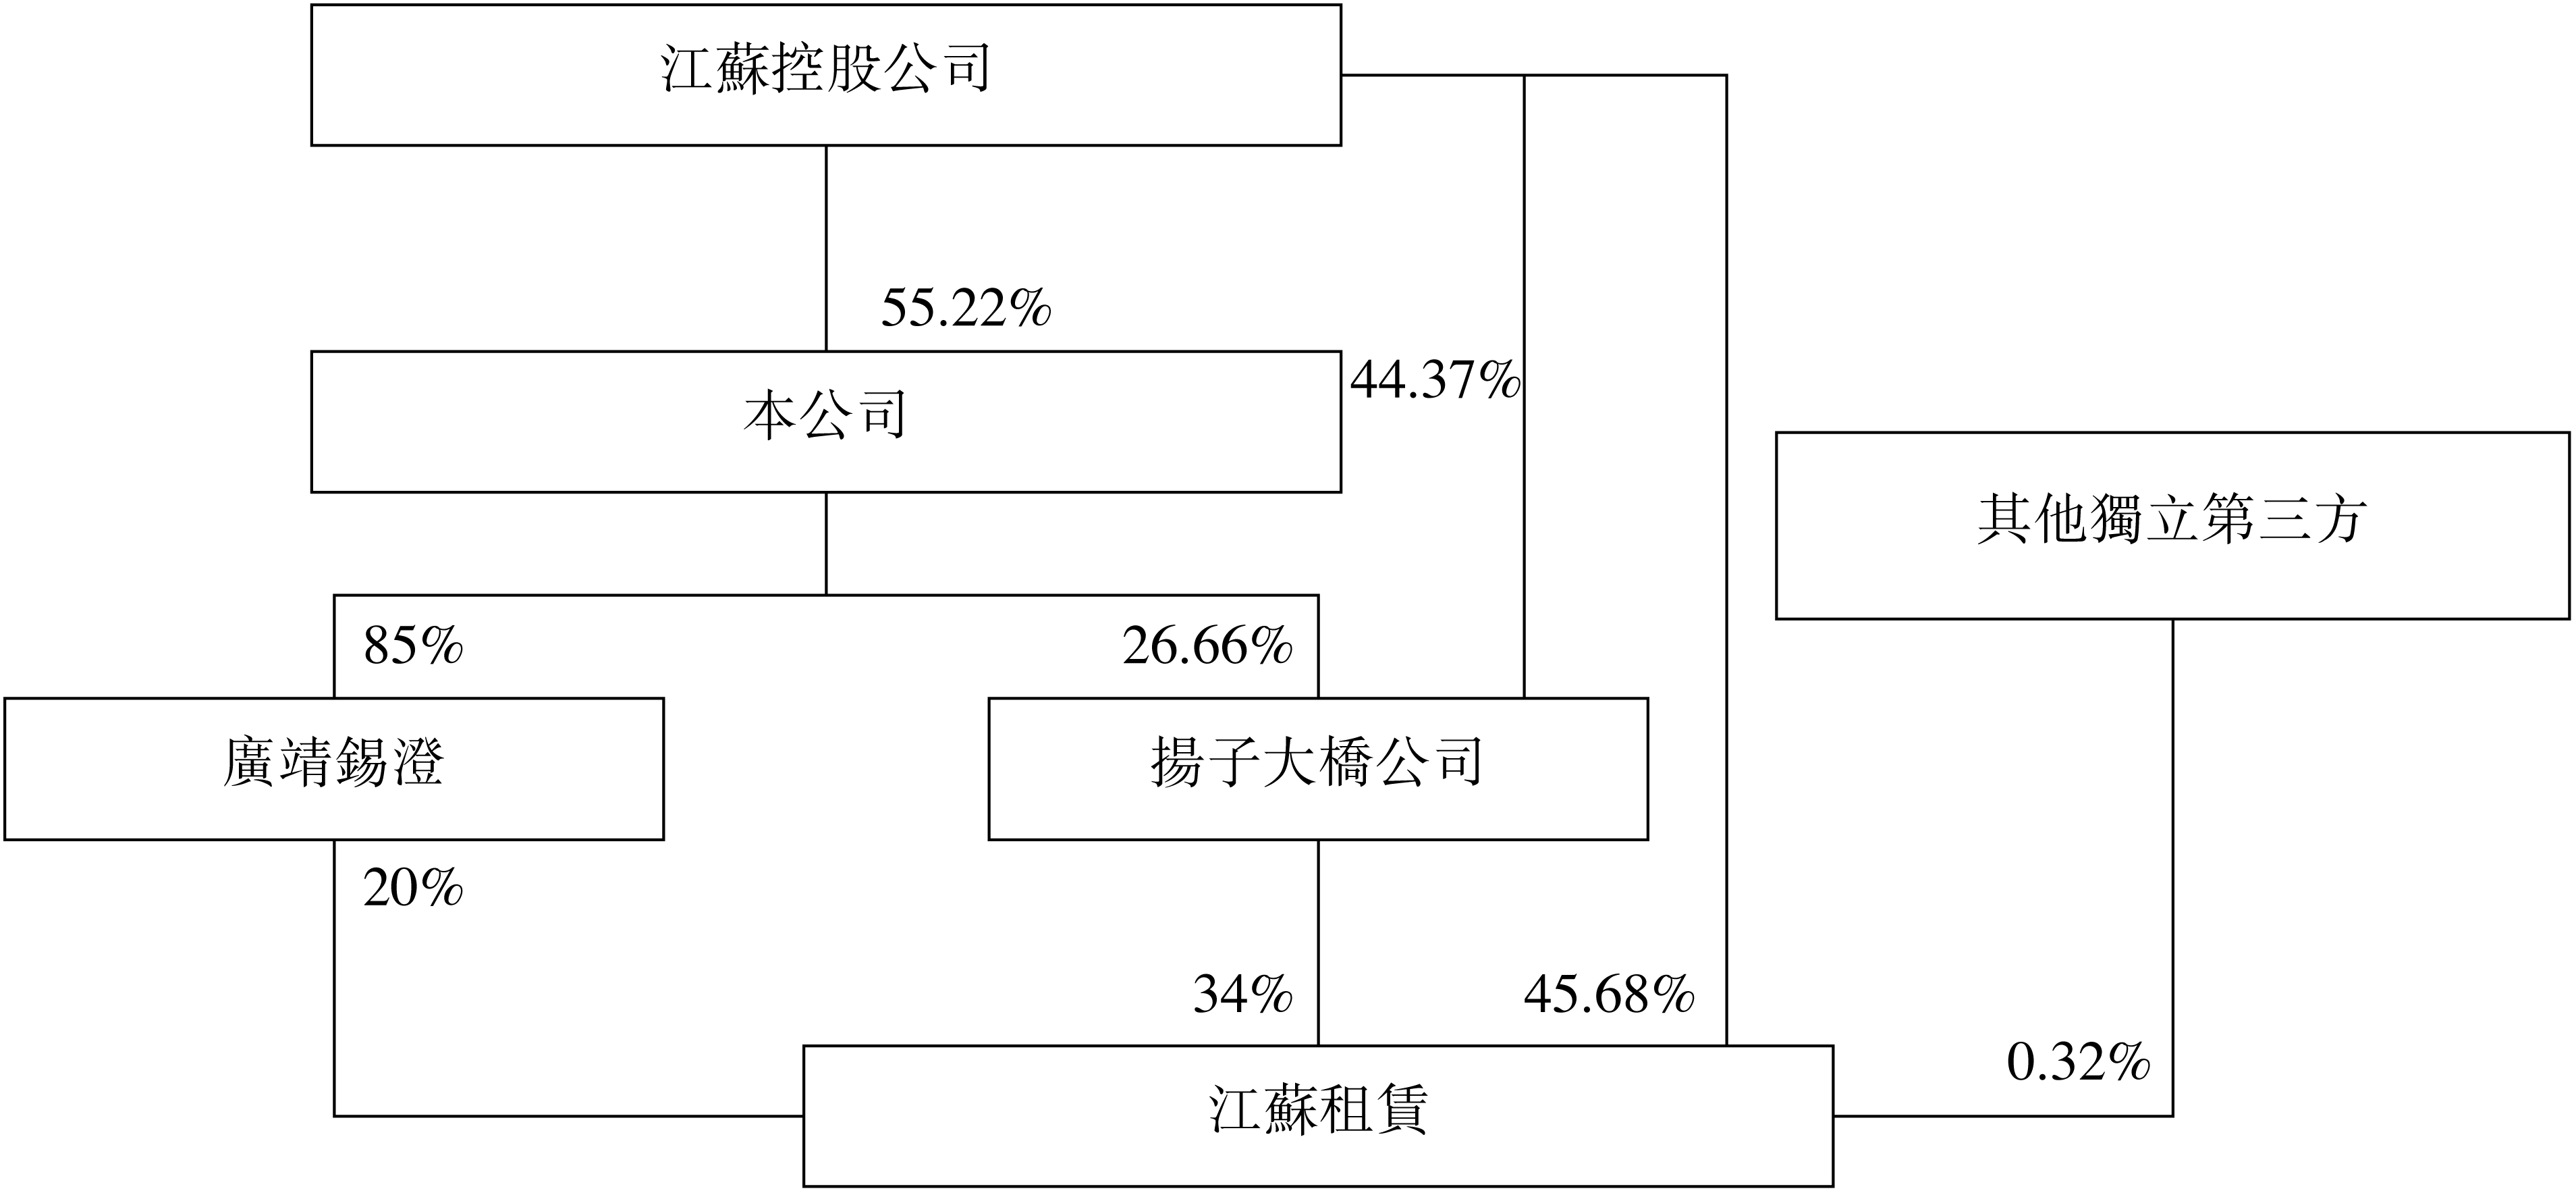 江蘇控股公司
55.22%
本公司
44.37%
其他獨立第三方
85%
26.66%
廣靖錫澄
揚子大橋公司
20%
34%
45.68%
0.32%
江蘇租賃